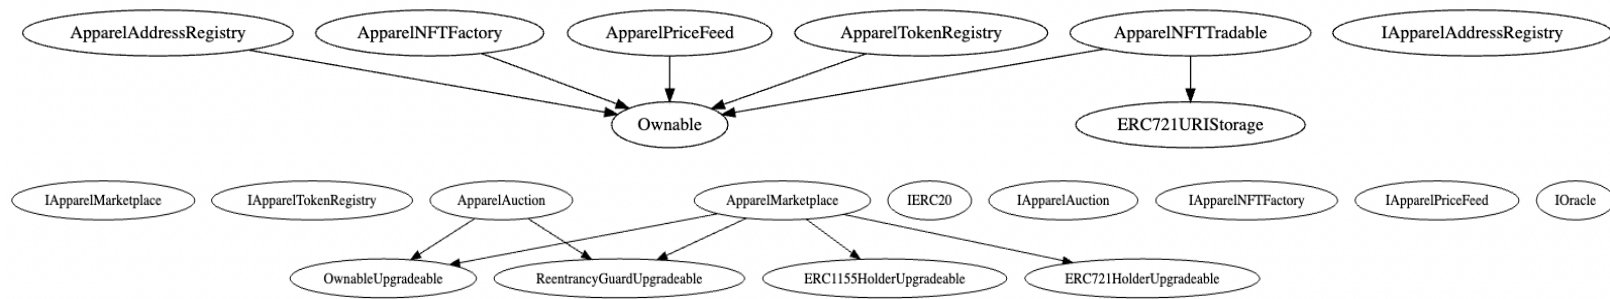 ApparelAddressRegistry
ApparelNFTFactory
ApparelPriceFeed
ApparelTokenRegistry
ApparelNFTTradable
IApparelAddressRegistry
Ownable
ERC721URIStorage
IApparelMarketplace
IApparelTokenRegistry
ApparelAuction
ApparelMarketplace
IERC20
IApparelAuction
IApparelNFTFactory
IApparelPriceFeed
IOracle
OwnableUpgradeable
ReentrancyGuardUpgradeable
ERC1155HolderUpgradeable
ERC721HolderUpgradeable